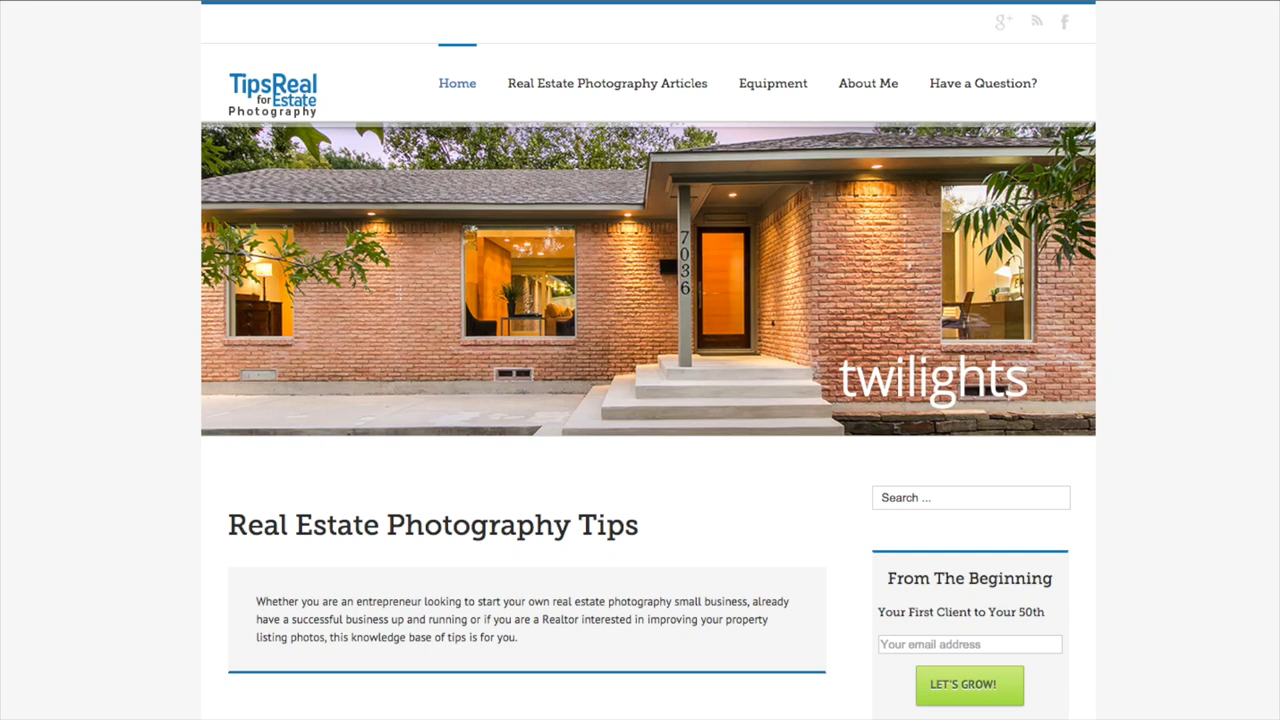 g+
f
TipsReal
for Estate
Photography
Home
Real Estate Photography Articles
Equipment
About Me
Have a Question?
7036
twilights
Search ...
Real Estate Photography Tips
Whether you are an entrepreneur looking to start your own real estate photography small business, already
have a successful business up and running or if you are a Realtor interested in improving your property
listing photos, this knowledge base of tips is for you.
From The Beginning
Your First Client to Your 50th
Your email address
LET'S GROW!